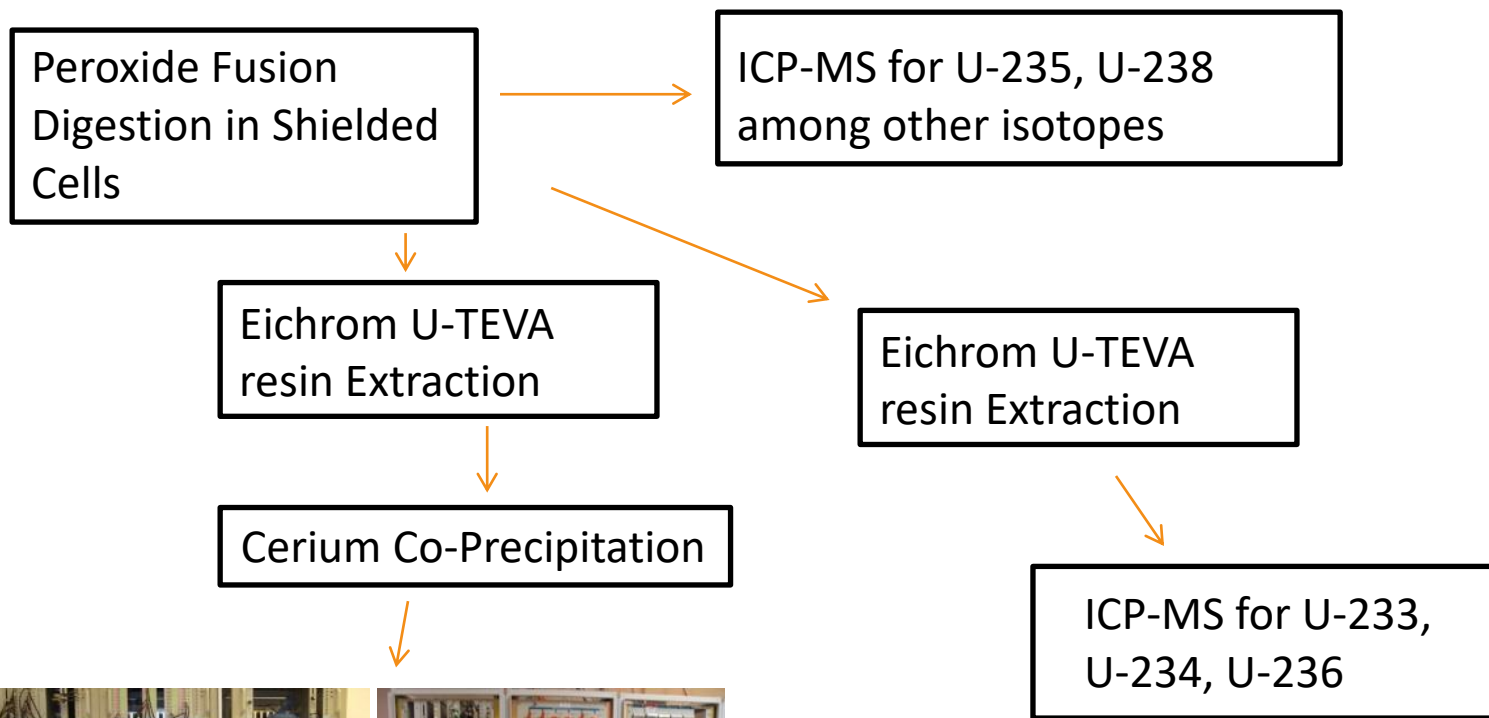 Peroxide Fusion
Digestion in Shielded
Cells
ICP-MS for U-235, U-238
among other isotopes
Eichrom U-TEVA
resin Extraction
Eichrom U-TEVA
resin Extraction
Cerium Co-Precipitation
ICP-MS for U-233,
U-234, U-236